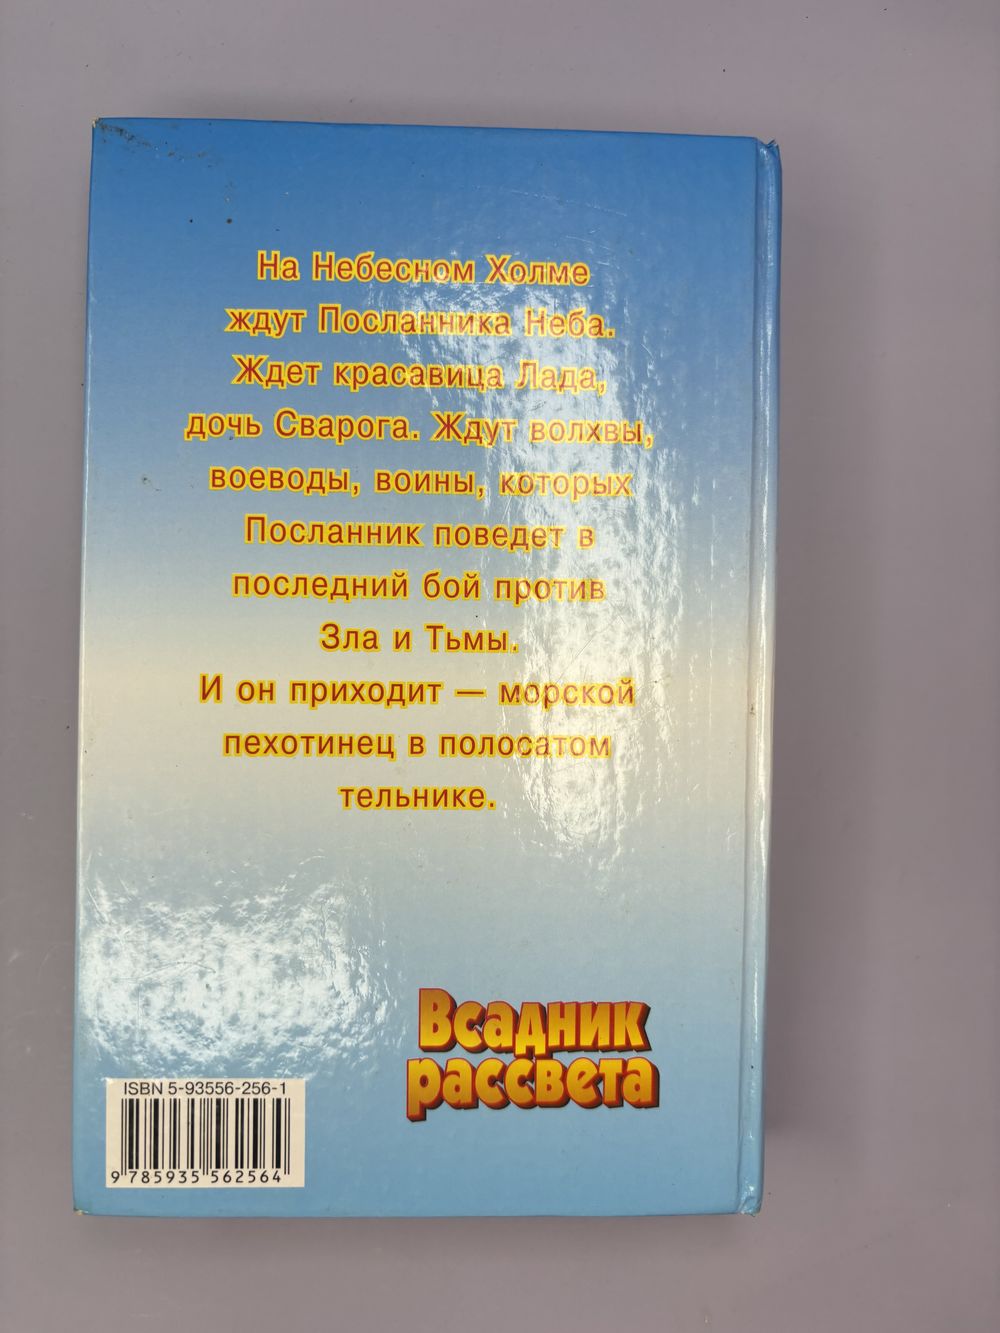 На Небесном Холме
ждут Посланника Неба.
Ждет красавица Лада,
дочь Сварога. Ждут волхвы,
воеводы, воины, которых
Посланник поведет в
последний бой против
Зла и Тьмы.
И он приходит — морской
пехотинец в полосатом
тельнике.
Всадник
рассвета
ISBN 5-93556-256-1
9 785935 562564